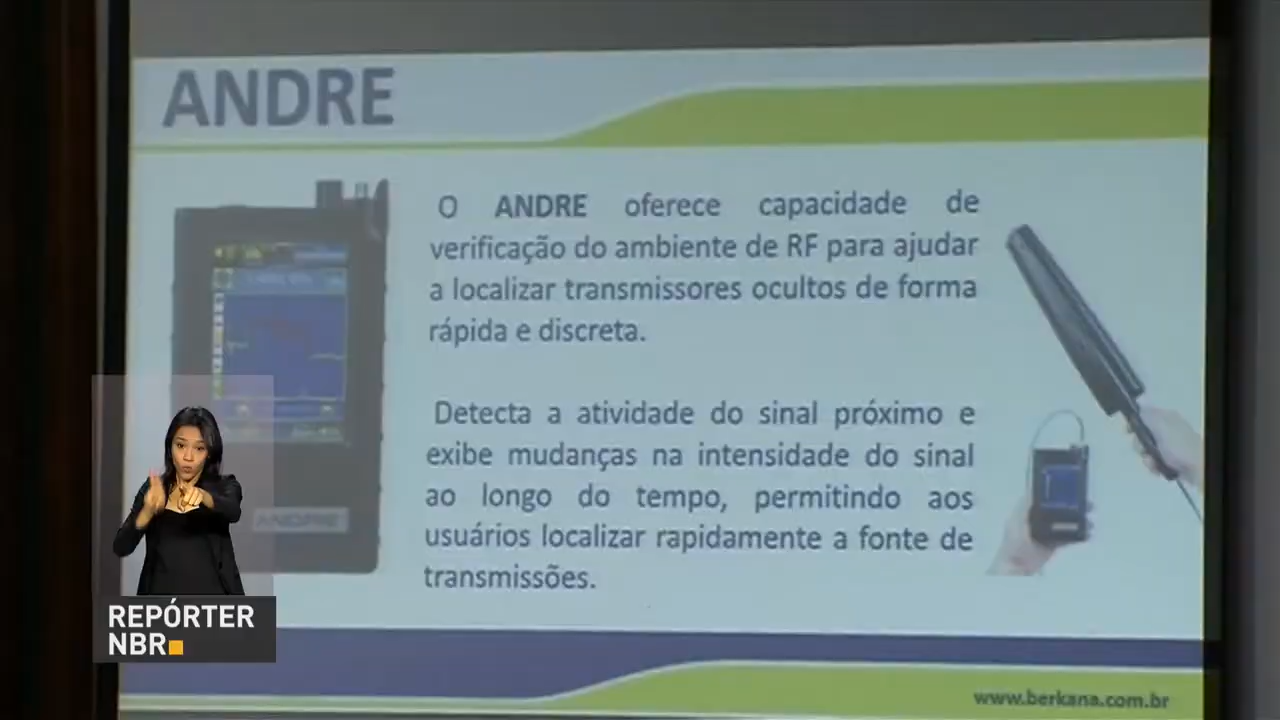 ANDRE
O ANDRE oferece capacidade de
verificação do ambiente de RF para ajudar
a localizar transmissores ocultos de forma
rápida e discreta.
Detecta a atividade do sinal próximo e
exibe mudanças na intensidade do sinal
ao longo do tempo, permitindo aos
usuários localizar rapidamente a fonte de
transmissões.
ANDRE
REPÓRTER
NBR
www.berkana.com.br